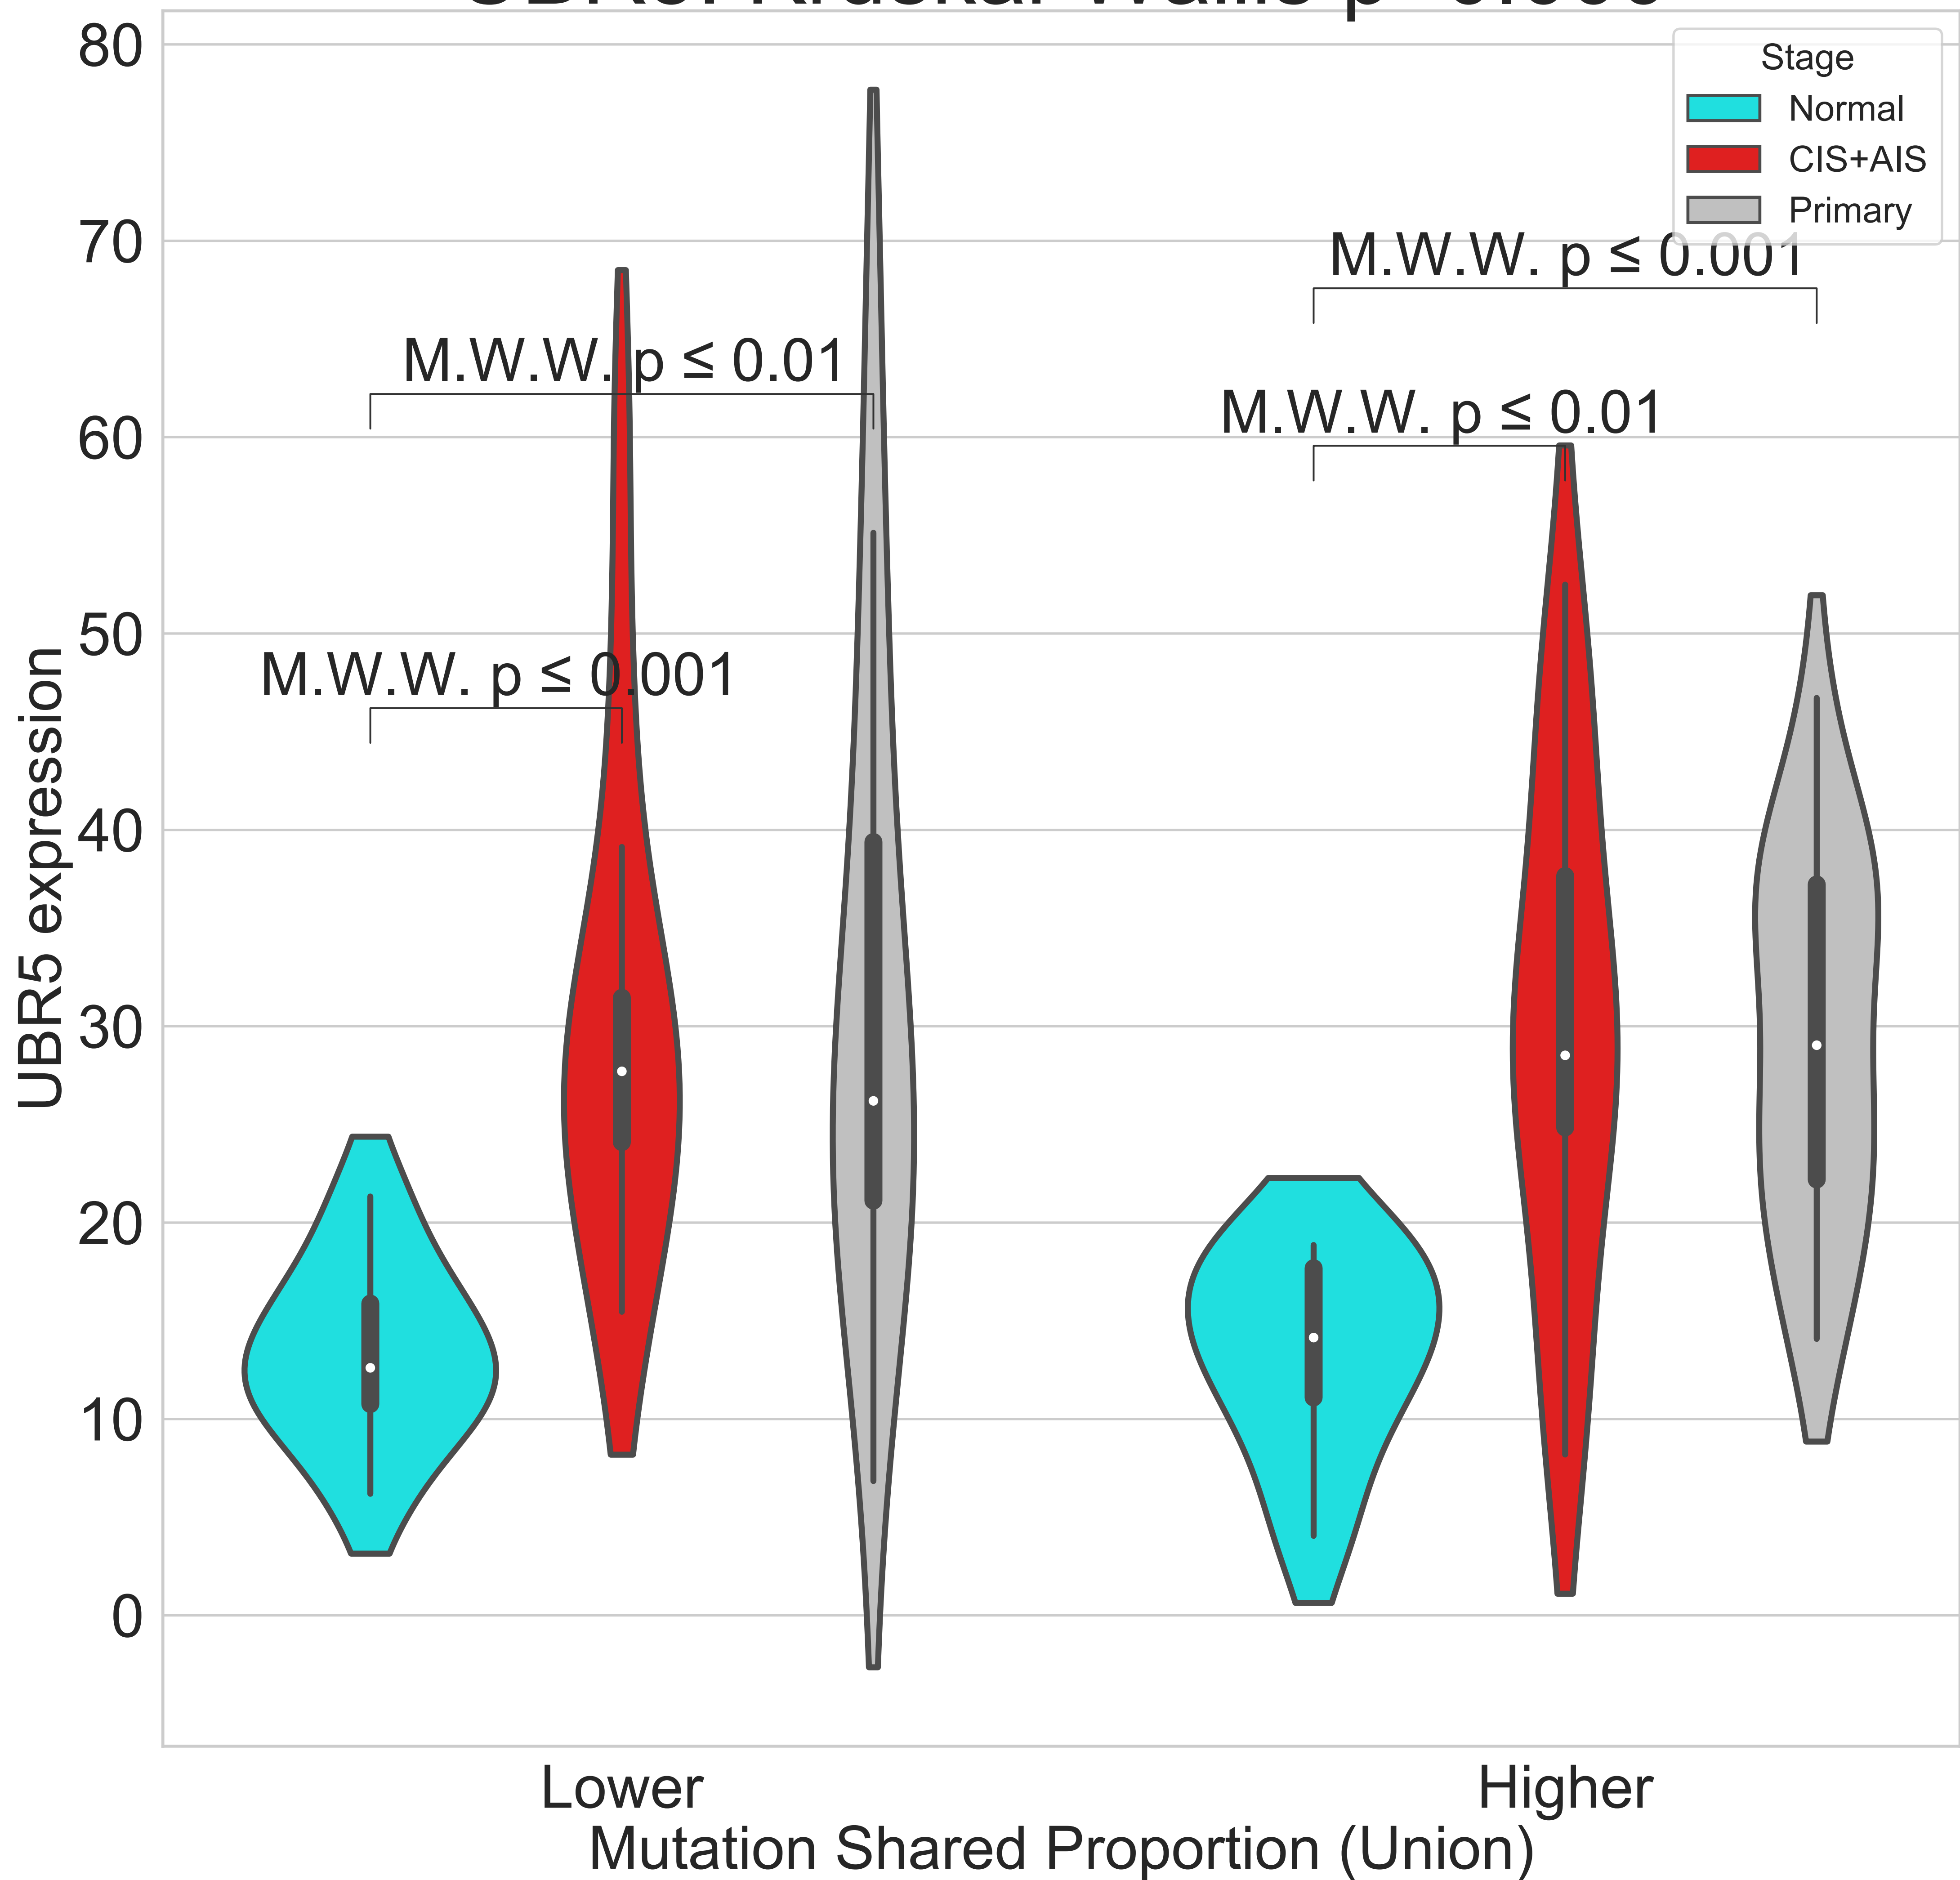 80
70
60
50
40
30
20
10
0
UBR5 expression
Stage
Normal
CIS+AIS
Primary
M.W.W. p ≤ 0.001
M.W.W. p ≤ 0.01
M.W.W. p ≤ 0.01
M.W.W. p ≤ 0.001
Lower
Higher
Mutation Shared Proportion (Union)